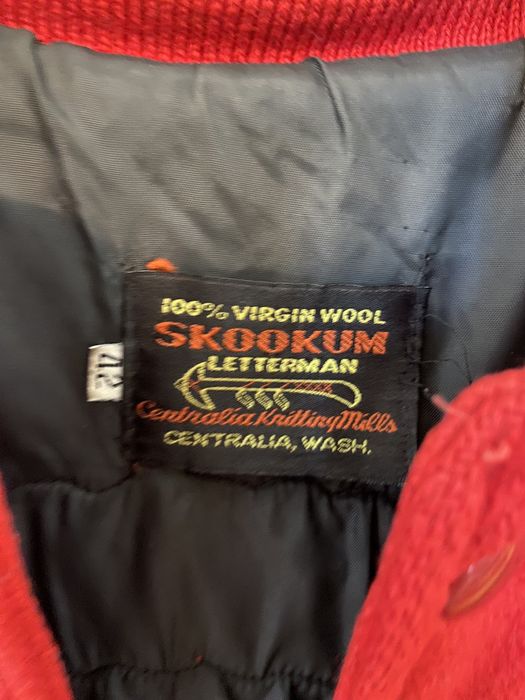 100% VIRGIN WOOL
SKOOKUM
LETTERMAN
Centralia Knitting Mills
CENTRALIA, WASH.